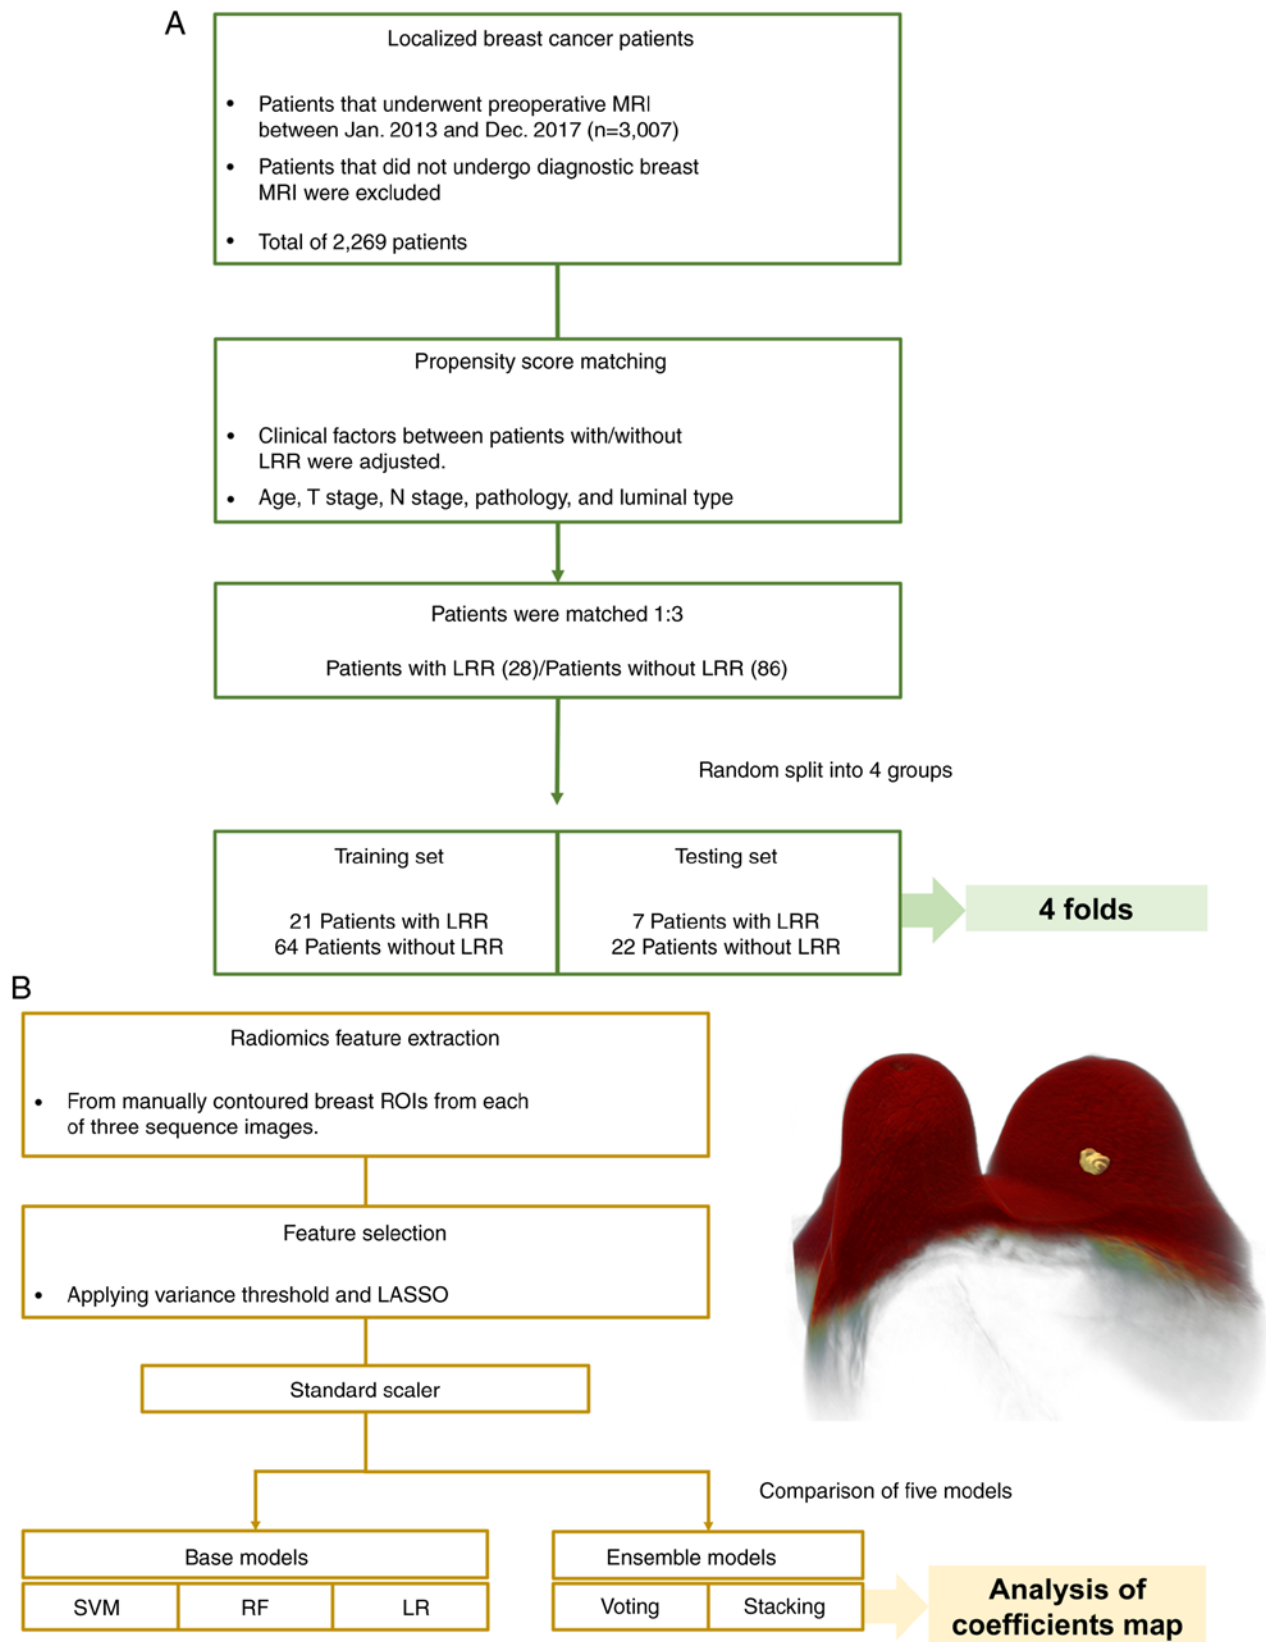 A
Localized breast cancer patients
• Patients that underwent preoperative MRI
between Jan. 2013 and Dec. 2017 (n=3,007)
• Patients that did not undergo diagnostic breast
MRI were excluded
• Total of 2,269 patients
Propensity score matching
• Clinical factors between patients with/without
LRR were adjusted.
• Age, T stage, N stage, pathology, and luminal type
Patients were matched 1:3
Patients with LRR (28)/Patients without LRR (86)
Random split into 4 groups
Training set
21 Patients with LRR
64 Patients without LRR
Testing set
7 Patients with LRR
22 Patients without LRR
4 folds
B
Radiomics feature extraction
• From manually contoured breast ROIs from each
of three sequence images.
Feature selection
• Applying variance threshold and LASSO
Standard scaler
Comparison of five models
Base models
SVM
RF
LR
Ensemble models
Voting
Stacking
Analysis of
coefficients map